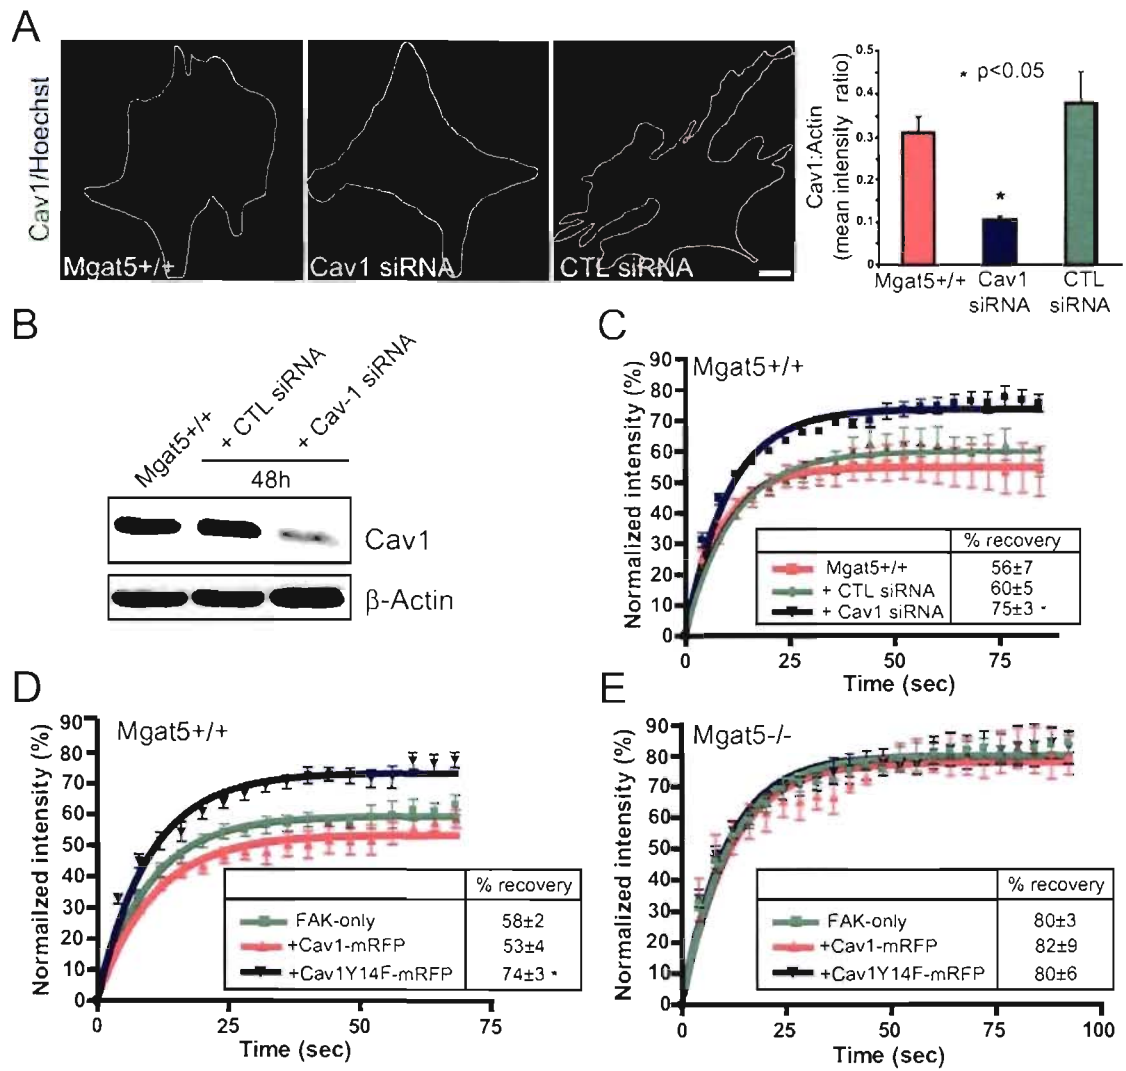 A
Cav1/Hoechst
Mgat5+/+
Cav1 siRNA
CTL siRNA
Cav1:Actin
(mean intensity ratio)
* p<0.05
0.5
0.4
0.3
0.2
0.1
0
*
Mgat5+/+
Cav1
siRNA
CTL
siRNA
B
Mgat5+/+
+ CTL siRNA
+ Cav-1 siRNA
48h
Cav1
β-Actin
C
Mgat5+/+
Normalized intensity (%)
90
80
70
60
50
40
30
20
10
0
% recovery
Mgat5+/+ 56±7
+ CTL siRNA 60±5
+ Cav1 siRNA 75±3 *
0 25 50 75
Time (sec)
D
Mgat5+/+
Normailzed intensity (%)
90
80
70
60
50
40
30
20
10
0
% recovery
FAK-only 58±2
+Cav1-mRFP 53±4
+Cav1Y14F-mRFP 74±3 *
0 25 50 75
Time (sec)
E
Mgat5-/-
Normalized intensity (%)
90
80
70
60
50
40
30
20
10
0
% recovery
FAK-only 80±3
+Cav1-mRFP 82±9
+Cav1Y14F-mRFP 80±6
0 25 50 75 100
Time (sec)